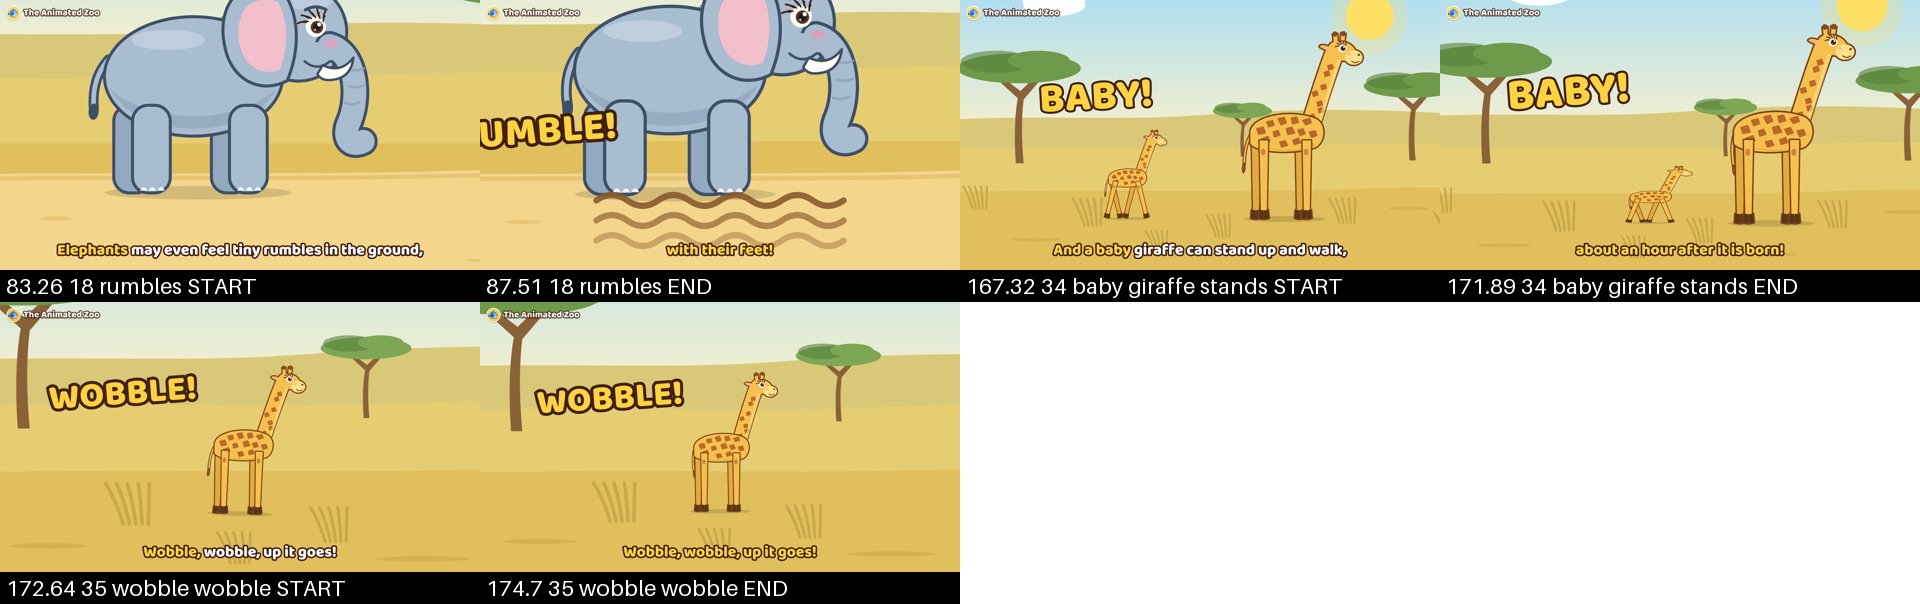 The Animated Zoo
Elephants may even feel tiny rumbles in the ground,
83.26 18 rumbles START
The Animated Zoo
UMBLE!
with their feet!
87.51 18 rumbles END
The Animated Zoo
BABY!
And a baby giraffe can stand up and walk,
167.32 34 baby giraffe stands START
The Animated Zoo
BABY!
about an hour after it is born!
171.89 34 baby giraffe stands END
The Animated Zoo
WOBBLE!
Wobble, wobble, up it goes!
172.64 35 wobble wobble START
The Animated Zoo
WOBBLE!
Wobble, wobble, up it goes!
174.7 35 wobble wobble END